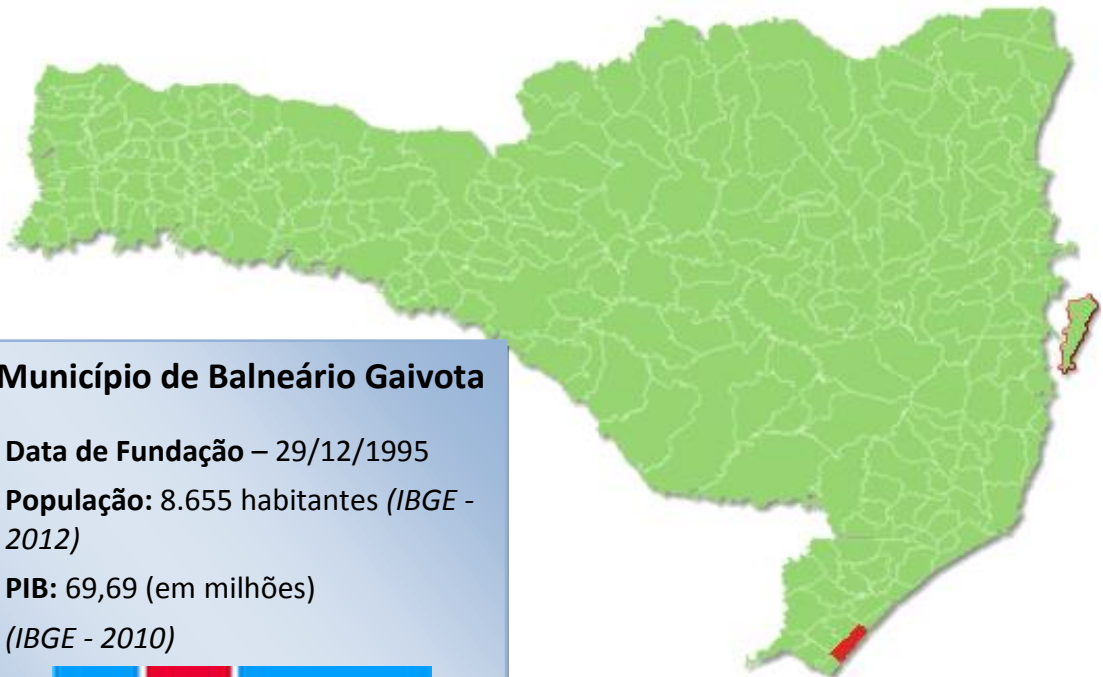 Município de Balneário Gaivota
Data de Fundação – 29/12/1995
População: 8.655 habitantes (IBGE -
2012)
PIB: 69,69 (em milhões)
(IBGE - 2010)